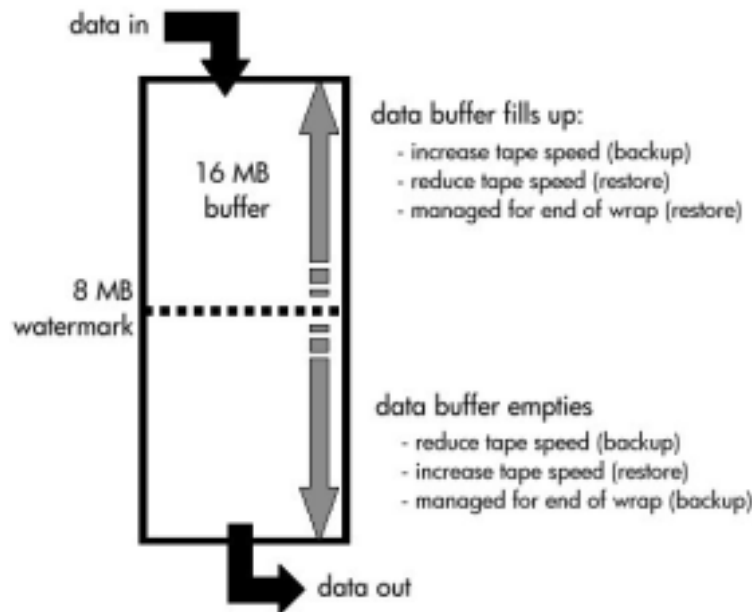 data in
data buffer fills up:
- increase tape speed (backup)
- reduce tape speed (restore)
- managed for end of wrap (restore)
16 MB
buffer
8 MB
watermark
data buffer empties
- reduce tape speed (backup)
- increase tape speed (restore)
- managed for end of wrap (backup)
data out